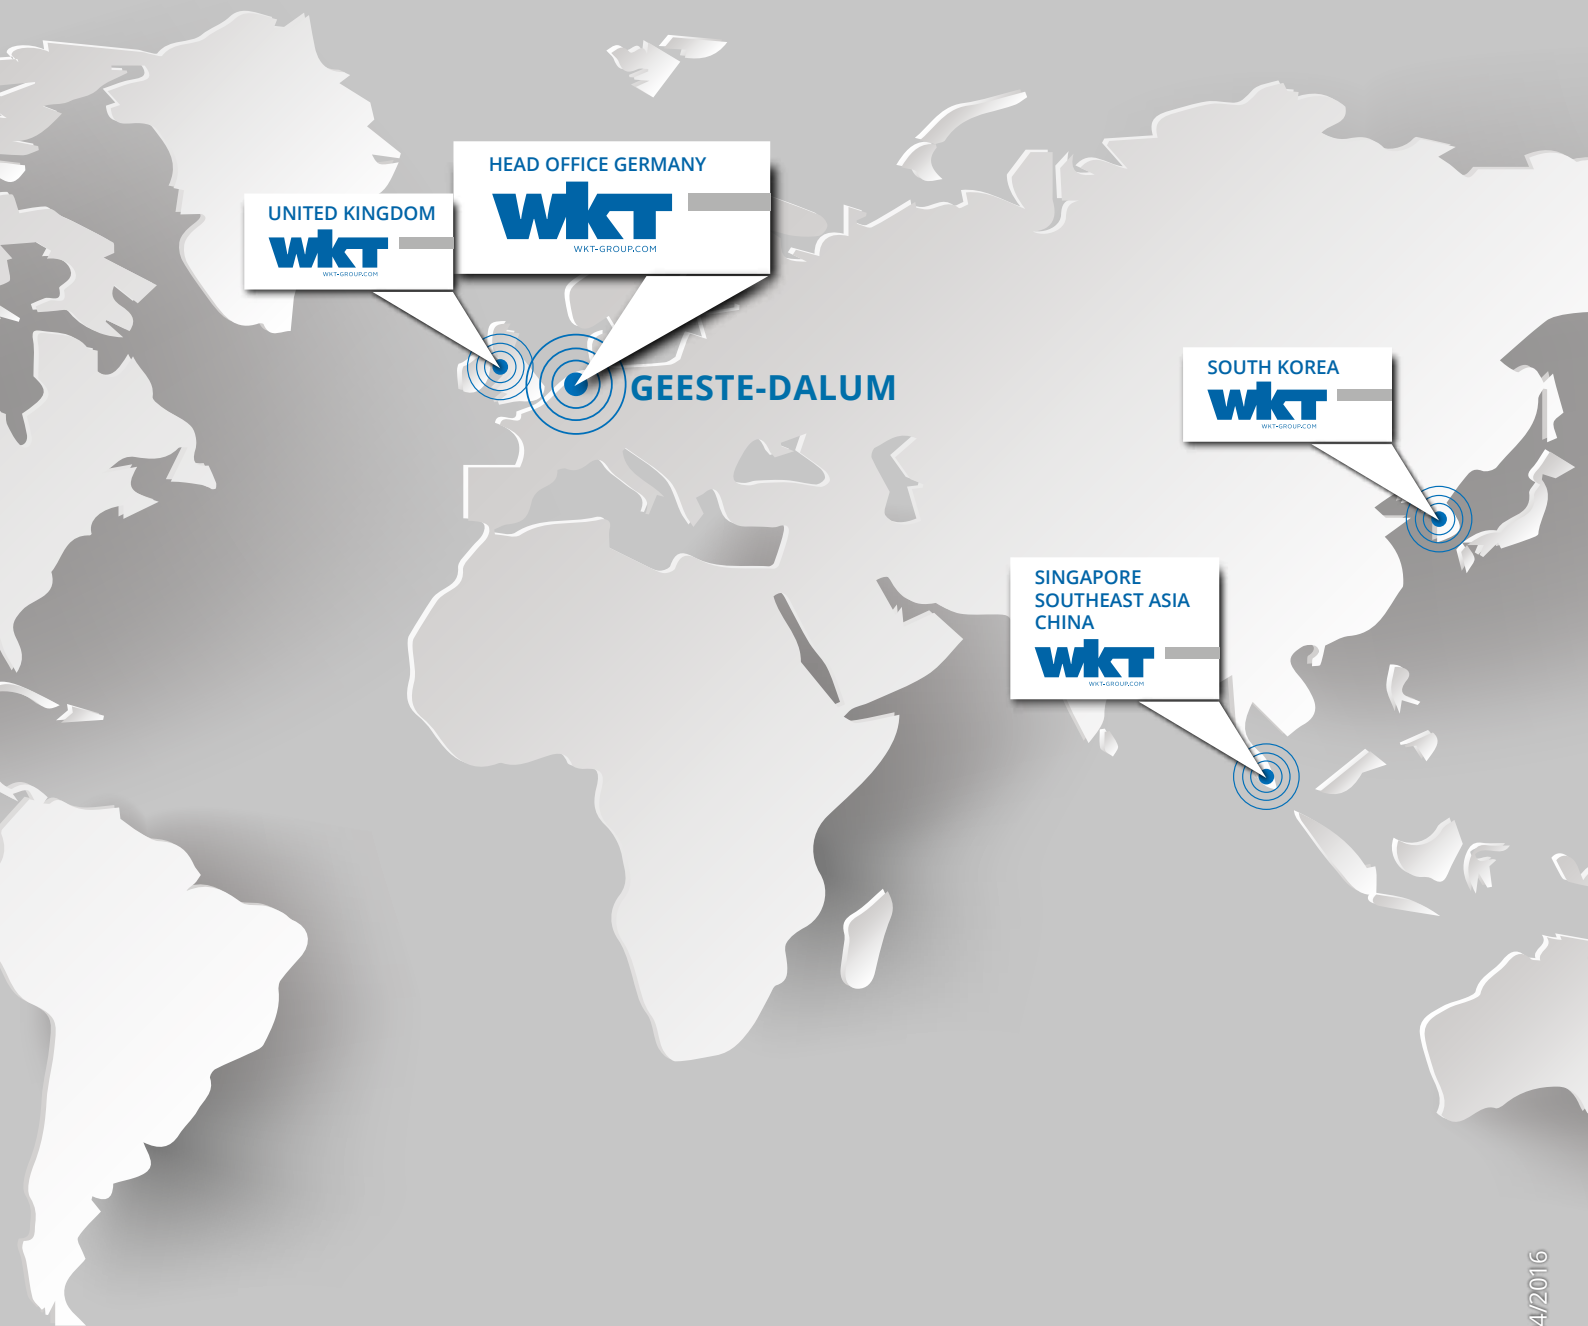 HEAD OFFICE GERMANY
WKT
WKT-GROUP.COM
UNITED KINGDOM
WKT
WKT-GROUP.COM
GEESTE-DALUM
SOUTH KOREA
WKT
WKT-GROUP.COM
SINGAPORE
SOUTHEAST ASIA
CHINA
WKT
WKT-GROUP.COM
4/2016